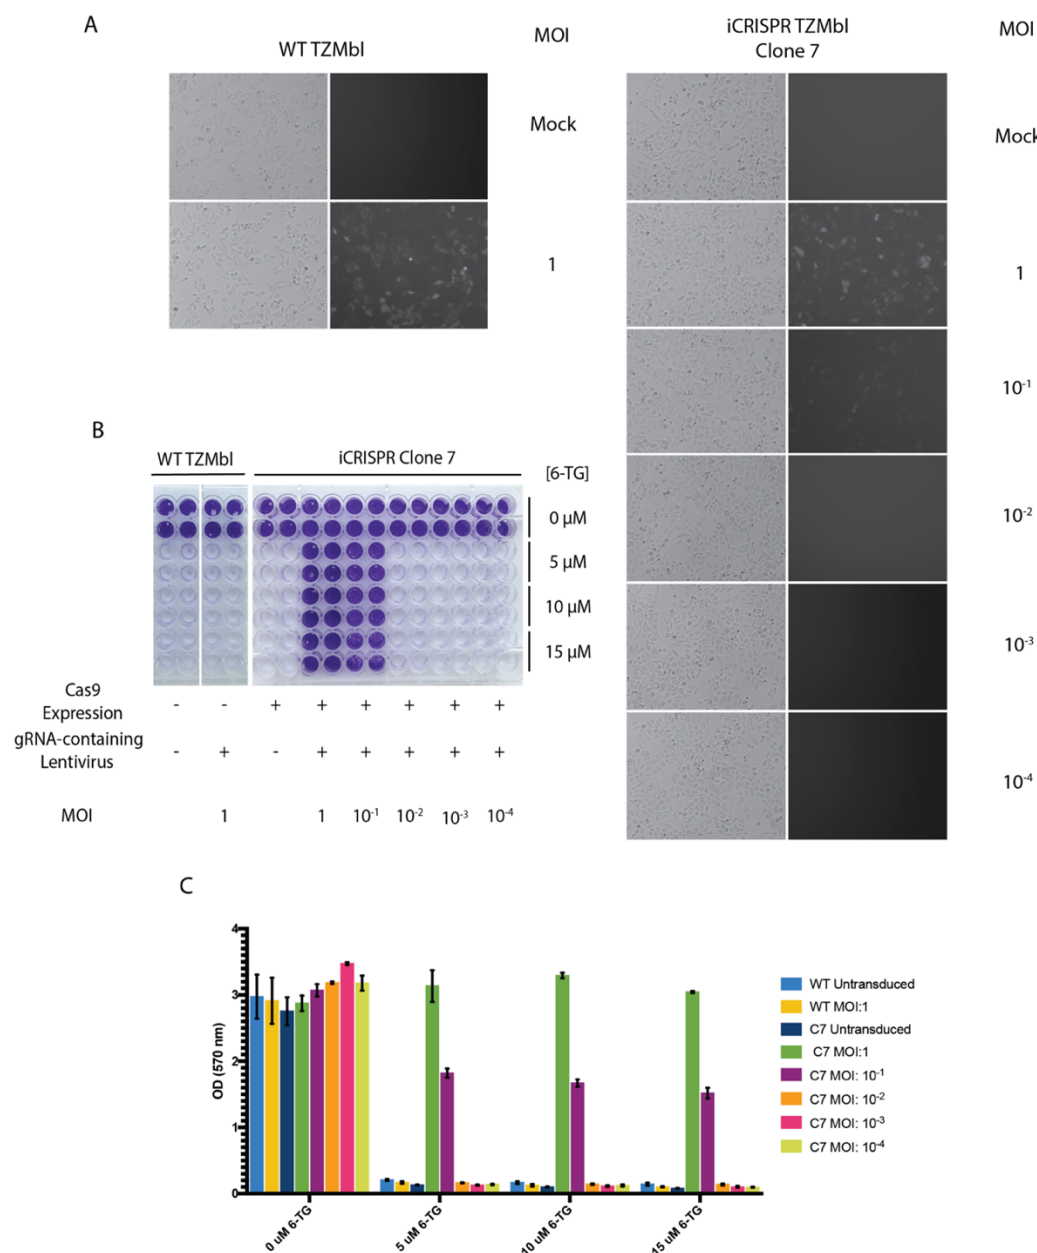 A
WT TZMbl
MOI
Mock
1
iCRISPR TZMbl
Clone 7
MOI
Mock
1
10⁻¹
10⁻²
10⁻³
10⁻⁴
B
WT TZMbl
iCRISPR Clone 7
[6-TG]
0 µM
5 µM
10 µM
15 µM
Cas9
Expression
- - + + + + + +
gRNA-containing
Lentivirus
- + - + + + + +
MOI 1 1 10⁻¹ 10⁻² 10⁻³ 10⁻⁴
C
OD (570 nm)
4
3
2
1
0
0 uM 6-TG
5 uM 6-TG
10 uM 6-TG
15 uM 6-TG
WT Untransduced
WT MOI:1
C7 Untransduced
C7 MOI:1
C7 MOI: 10⁻¹
C7 MOI: 10⁻²
C7 MOI: 10⁻³
C7 MOI: 10⁻⁴